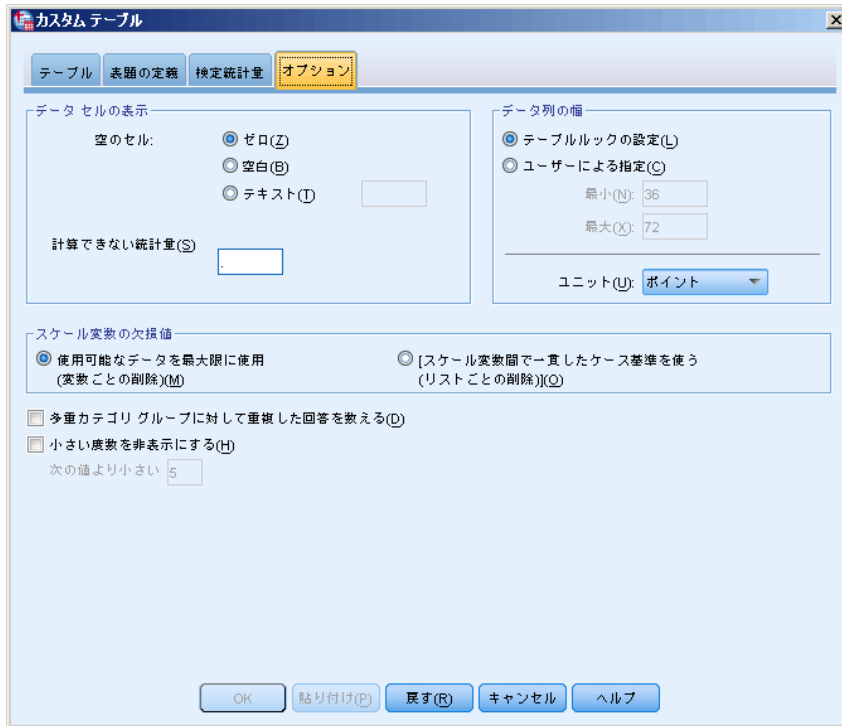 カスタム テーブル
テーブル 表題の定義 検定統計量 オプション
データ セルの表示
空のセル: ゼロ(Z)
空白(B)
テキスト(T)
計算できない統計量(S)
.
データ列の幅
テーブルルックの設定(L)
ユーザーによる指定(C)
最小(N): 36
最大(X): 72
ユニット(U): ポイント
スケール変数の欠損値
使用可能なデータを最大限に使用
(変数ごとの削除)(M)
[スケール変数間で一貫したケース基準を使う
(リストごとの削除)](O)
多重カテゴリ グループに対して重複した回答を数える(D)
小さい度数を非表示にする(H)
次の値より小さい 5
OK 貼り付け(P) 戻す(R) キャンセル ヘルプ